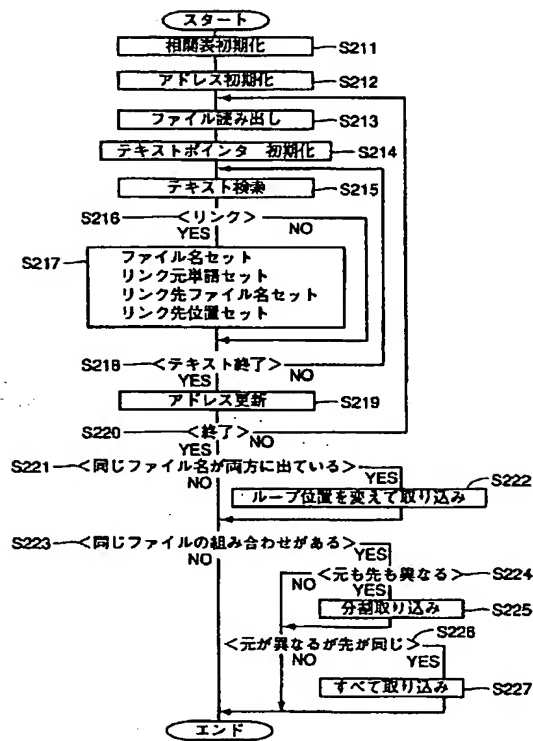 スタート
相関表初期化 S211
アドレス初期化 S212
ファイル読み出し S213
テキストポインタ 初期化 S214
テキスト検索 S215
S216 <リンク> NO
YES
S217 ファイル名セット
リンク元単語セット
リンク先ファイル名セット
リンク先位置セット
S218 <テキスト終了> NO
YES
アドレス更新 S219
S220 <終了> NO
YES
S221 <同じファイル名が両方に出ている>
YES
NO
S222
ループ位置を変えて取り込み
S223 <同じファイルの組み合わせがある>
YES
NO
NO <元も先も異なる> S224
YES
分割取り込み S225
S226
<元が異なるが先が同じ>
NO
YES
すべて取り込み S227
エンド